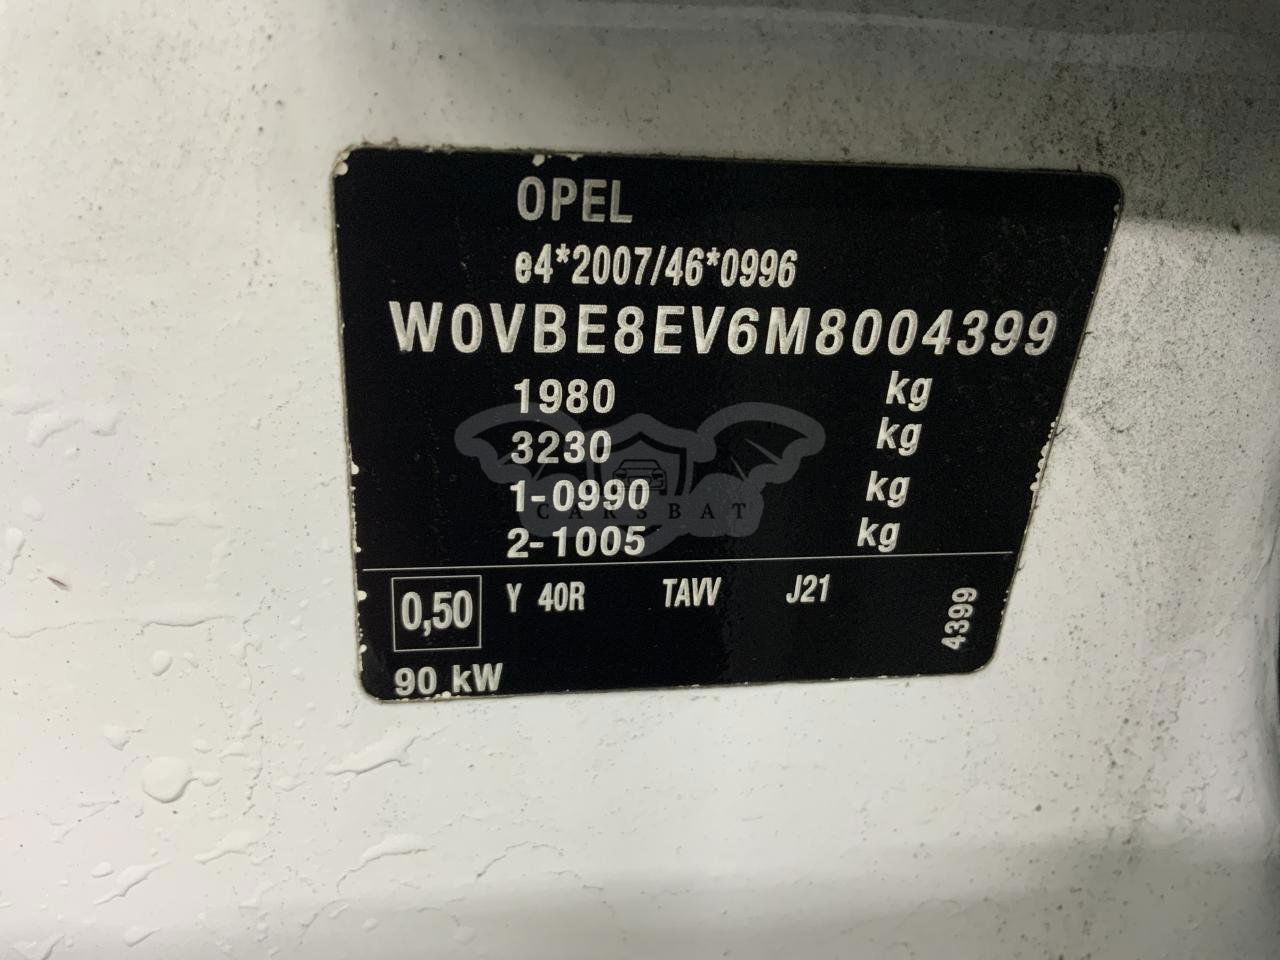 OPEL
e4*2007/46*0996
W0VBE8EV6M8004399
1980 kg
3230 kg
1-0990 kg
2-1005 kg
CARSBAT
0,50 Y 40R TAVV J21
4399
90 kW